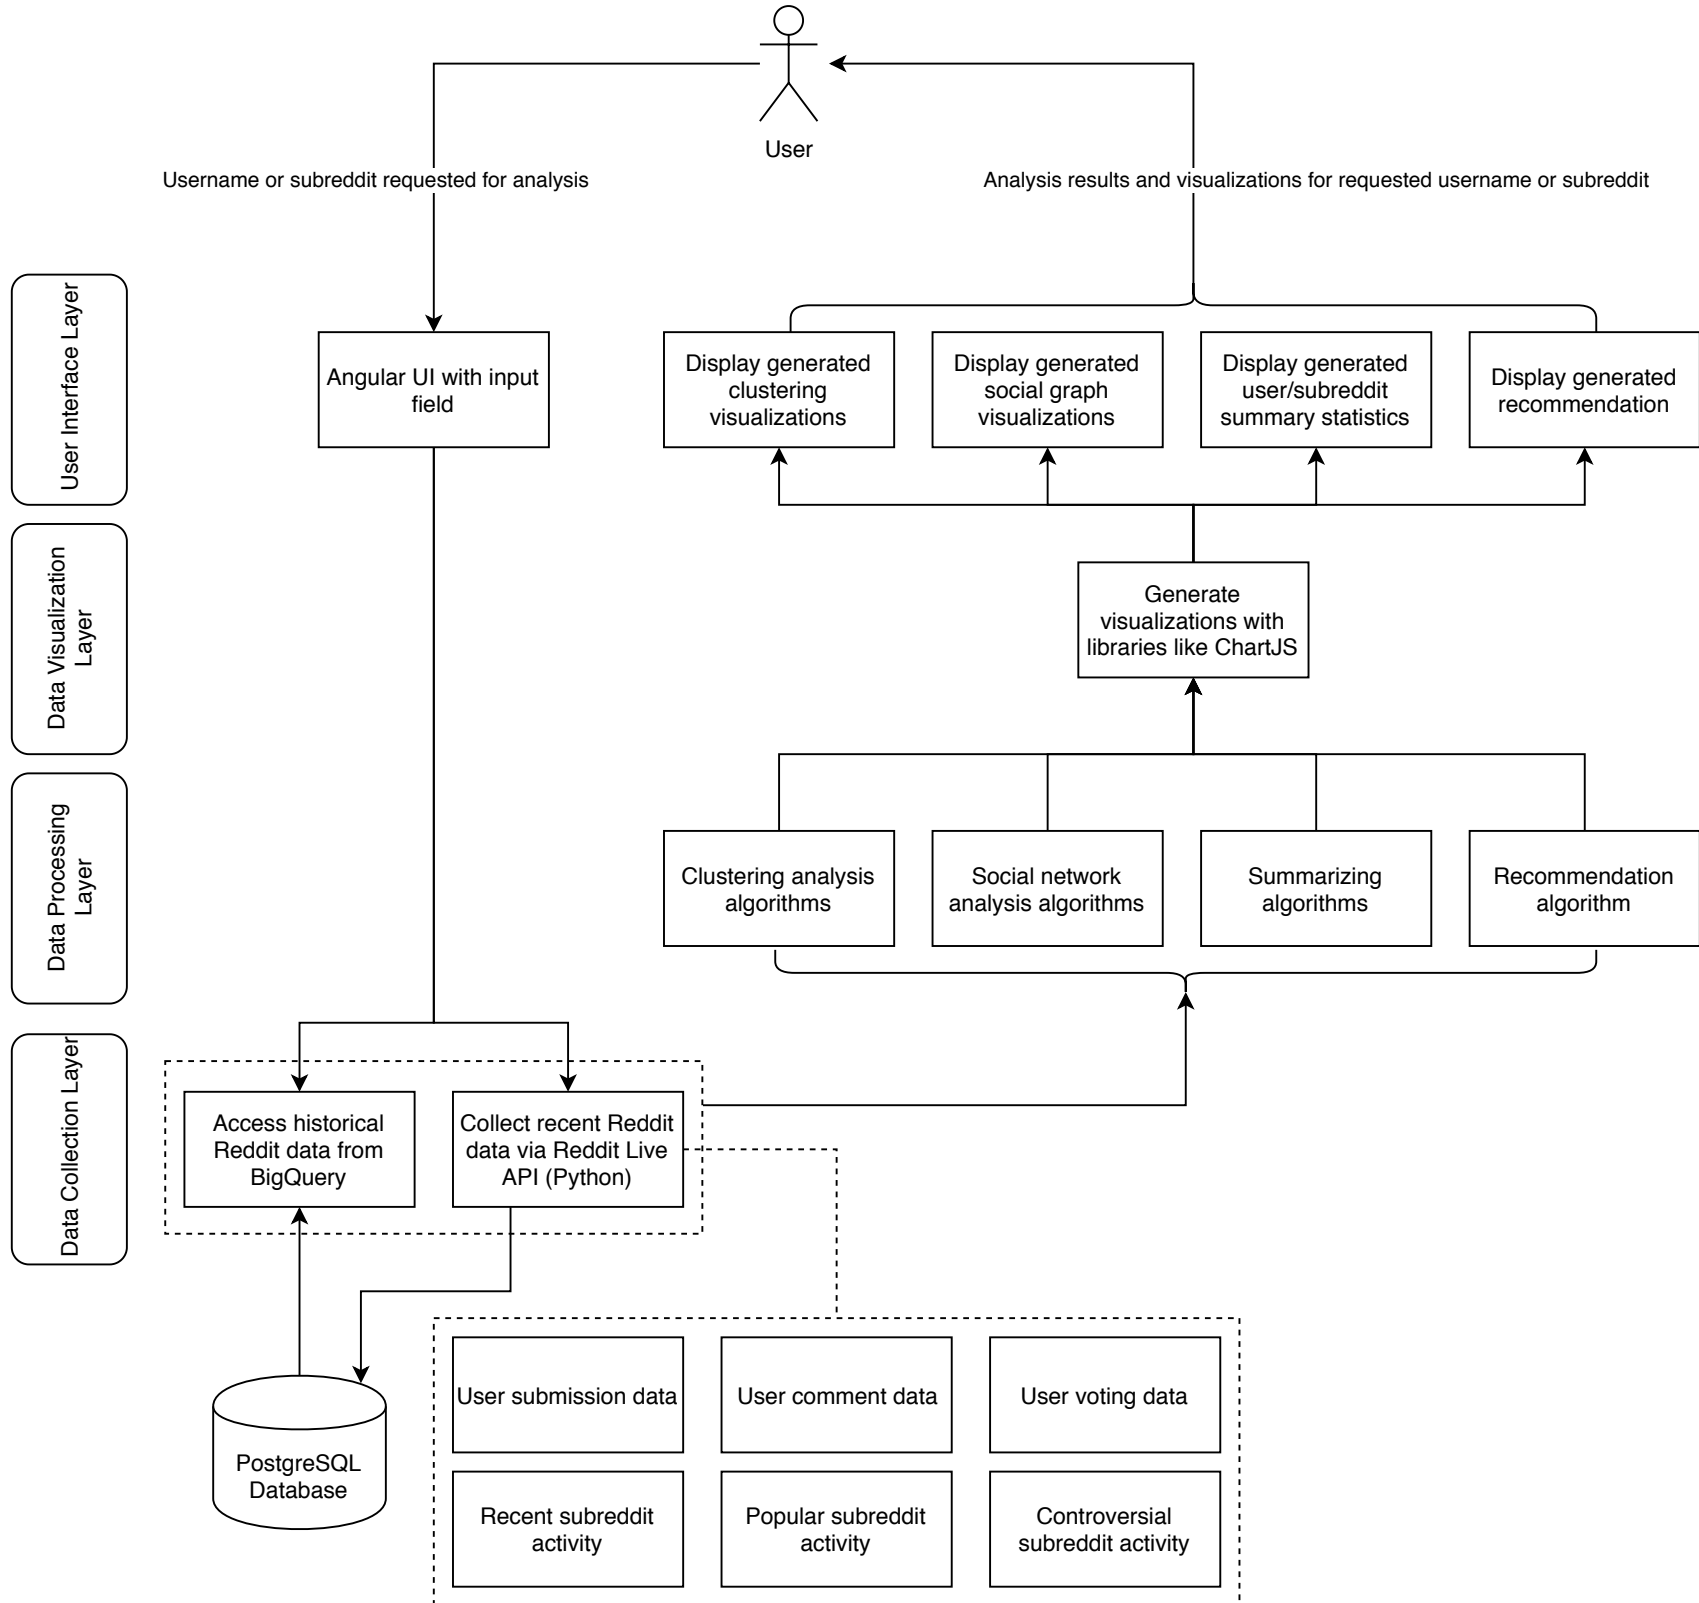 User
Username or subreddit requested for analysis
Analysis results and visualizations for requested username or subreddit
User Interface Layer
Angular UI with input
field
Display generated
clustering
visualizations
Display generated
social graph
visualizations
Display generated
user/subreddit
summary statistics
Display generated
recommendation
Data Visualization
Layer
Generate
visualizations with
libraries like ChartJS
Data Processing
Layer
Clustering analysis
algorithms
Social network
analysis algorithms
Summarizing
algorithms
Recommendation
algorithm
Data Collection Layer
Access historical
Reddit data from
BigQuery
Collect recent Reddit
data via Reddit Live
API (Python)
PostgreSQL
Database
User submission data
User comment data
User voting data
Recent subreddit
activity
Popular subreddit
activity
Controversial
subreddit activity